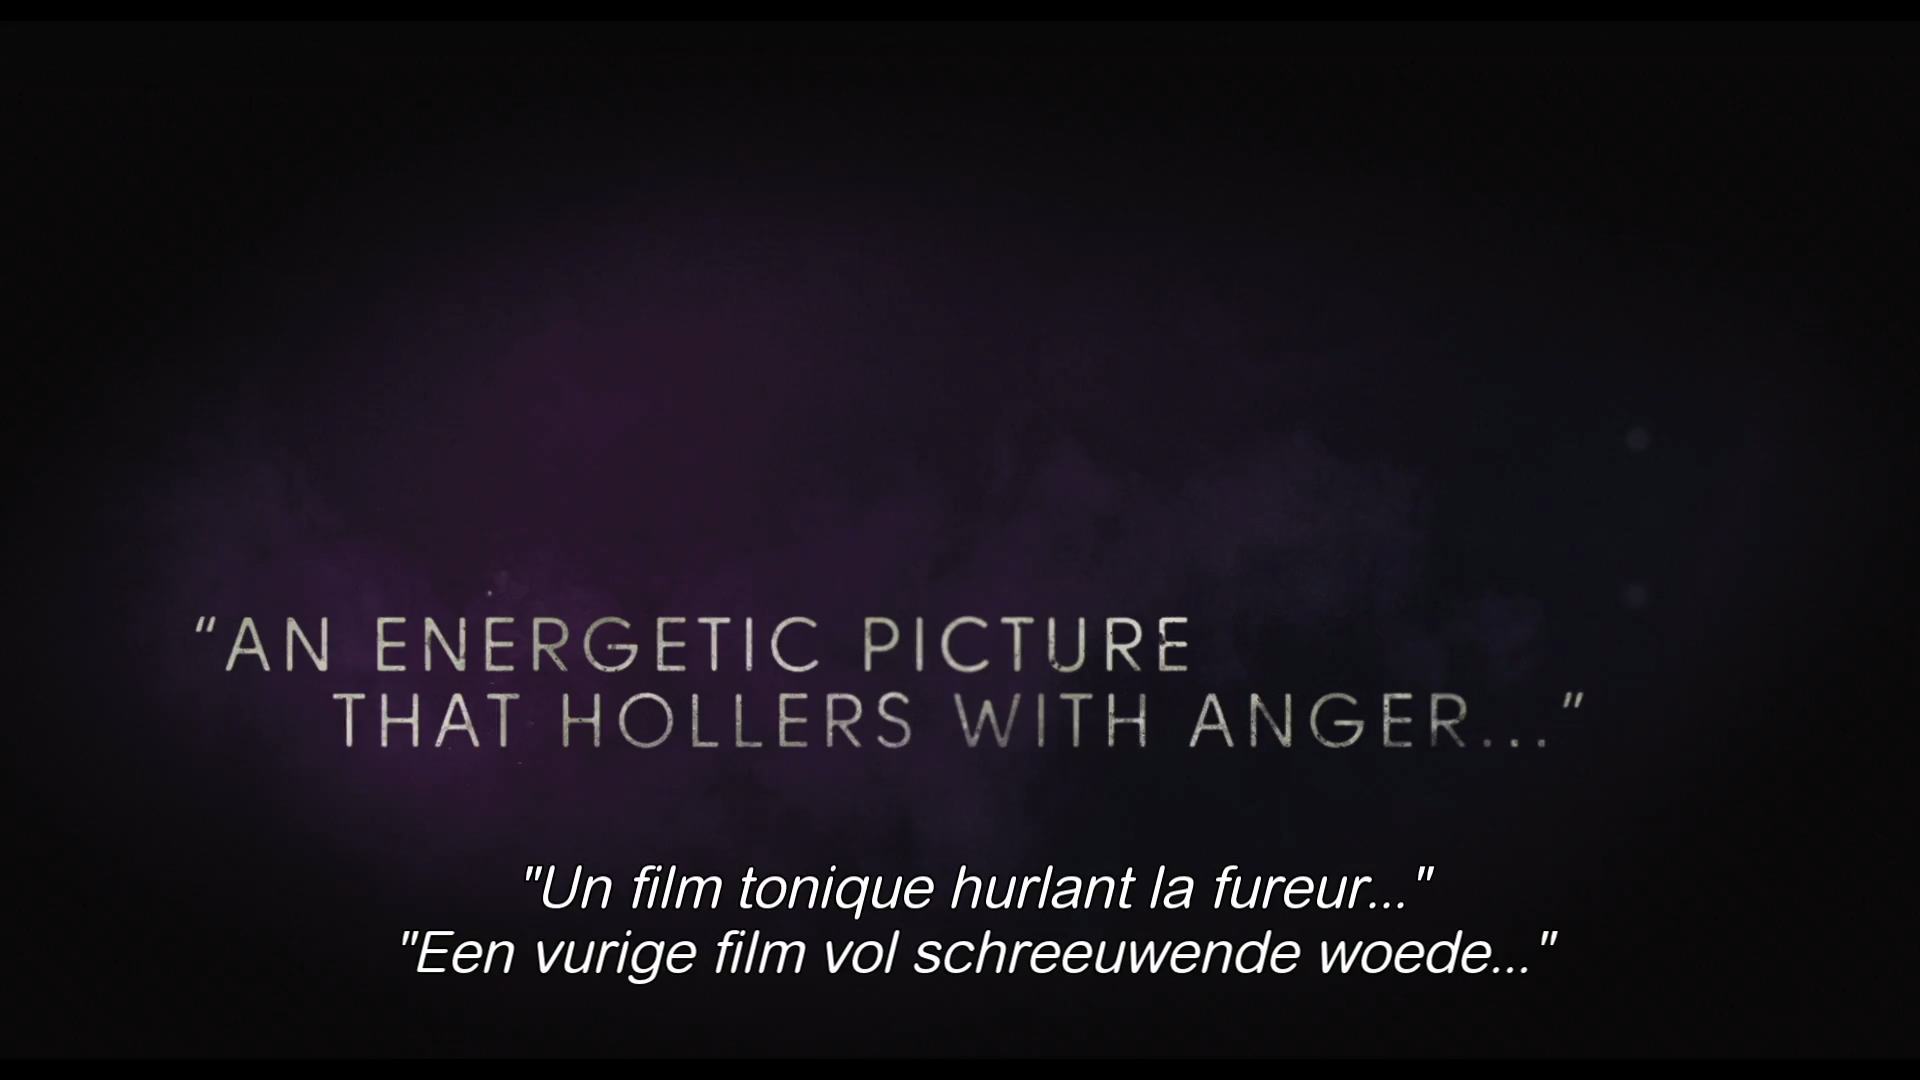 “AN ENERGETIC PICTURE
THAT HOLLERS WITH ANGER...”
"Un film tonique hurlant la fureur..."
"Een vurige film vol schreeuwende woede..."